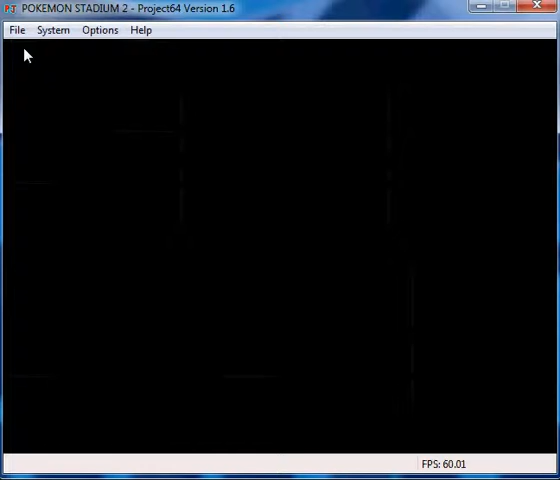 POKEMON STADIUM 2 - Project64 Version 1.6
File System Options Help
FPS: 60.01